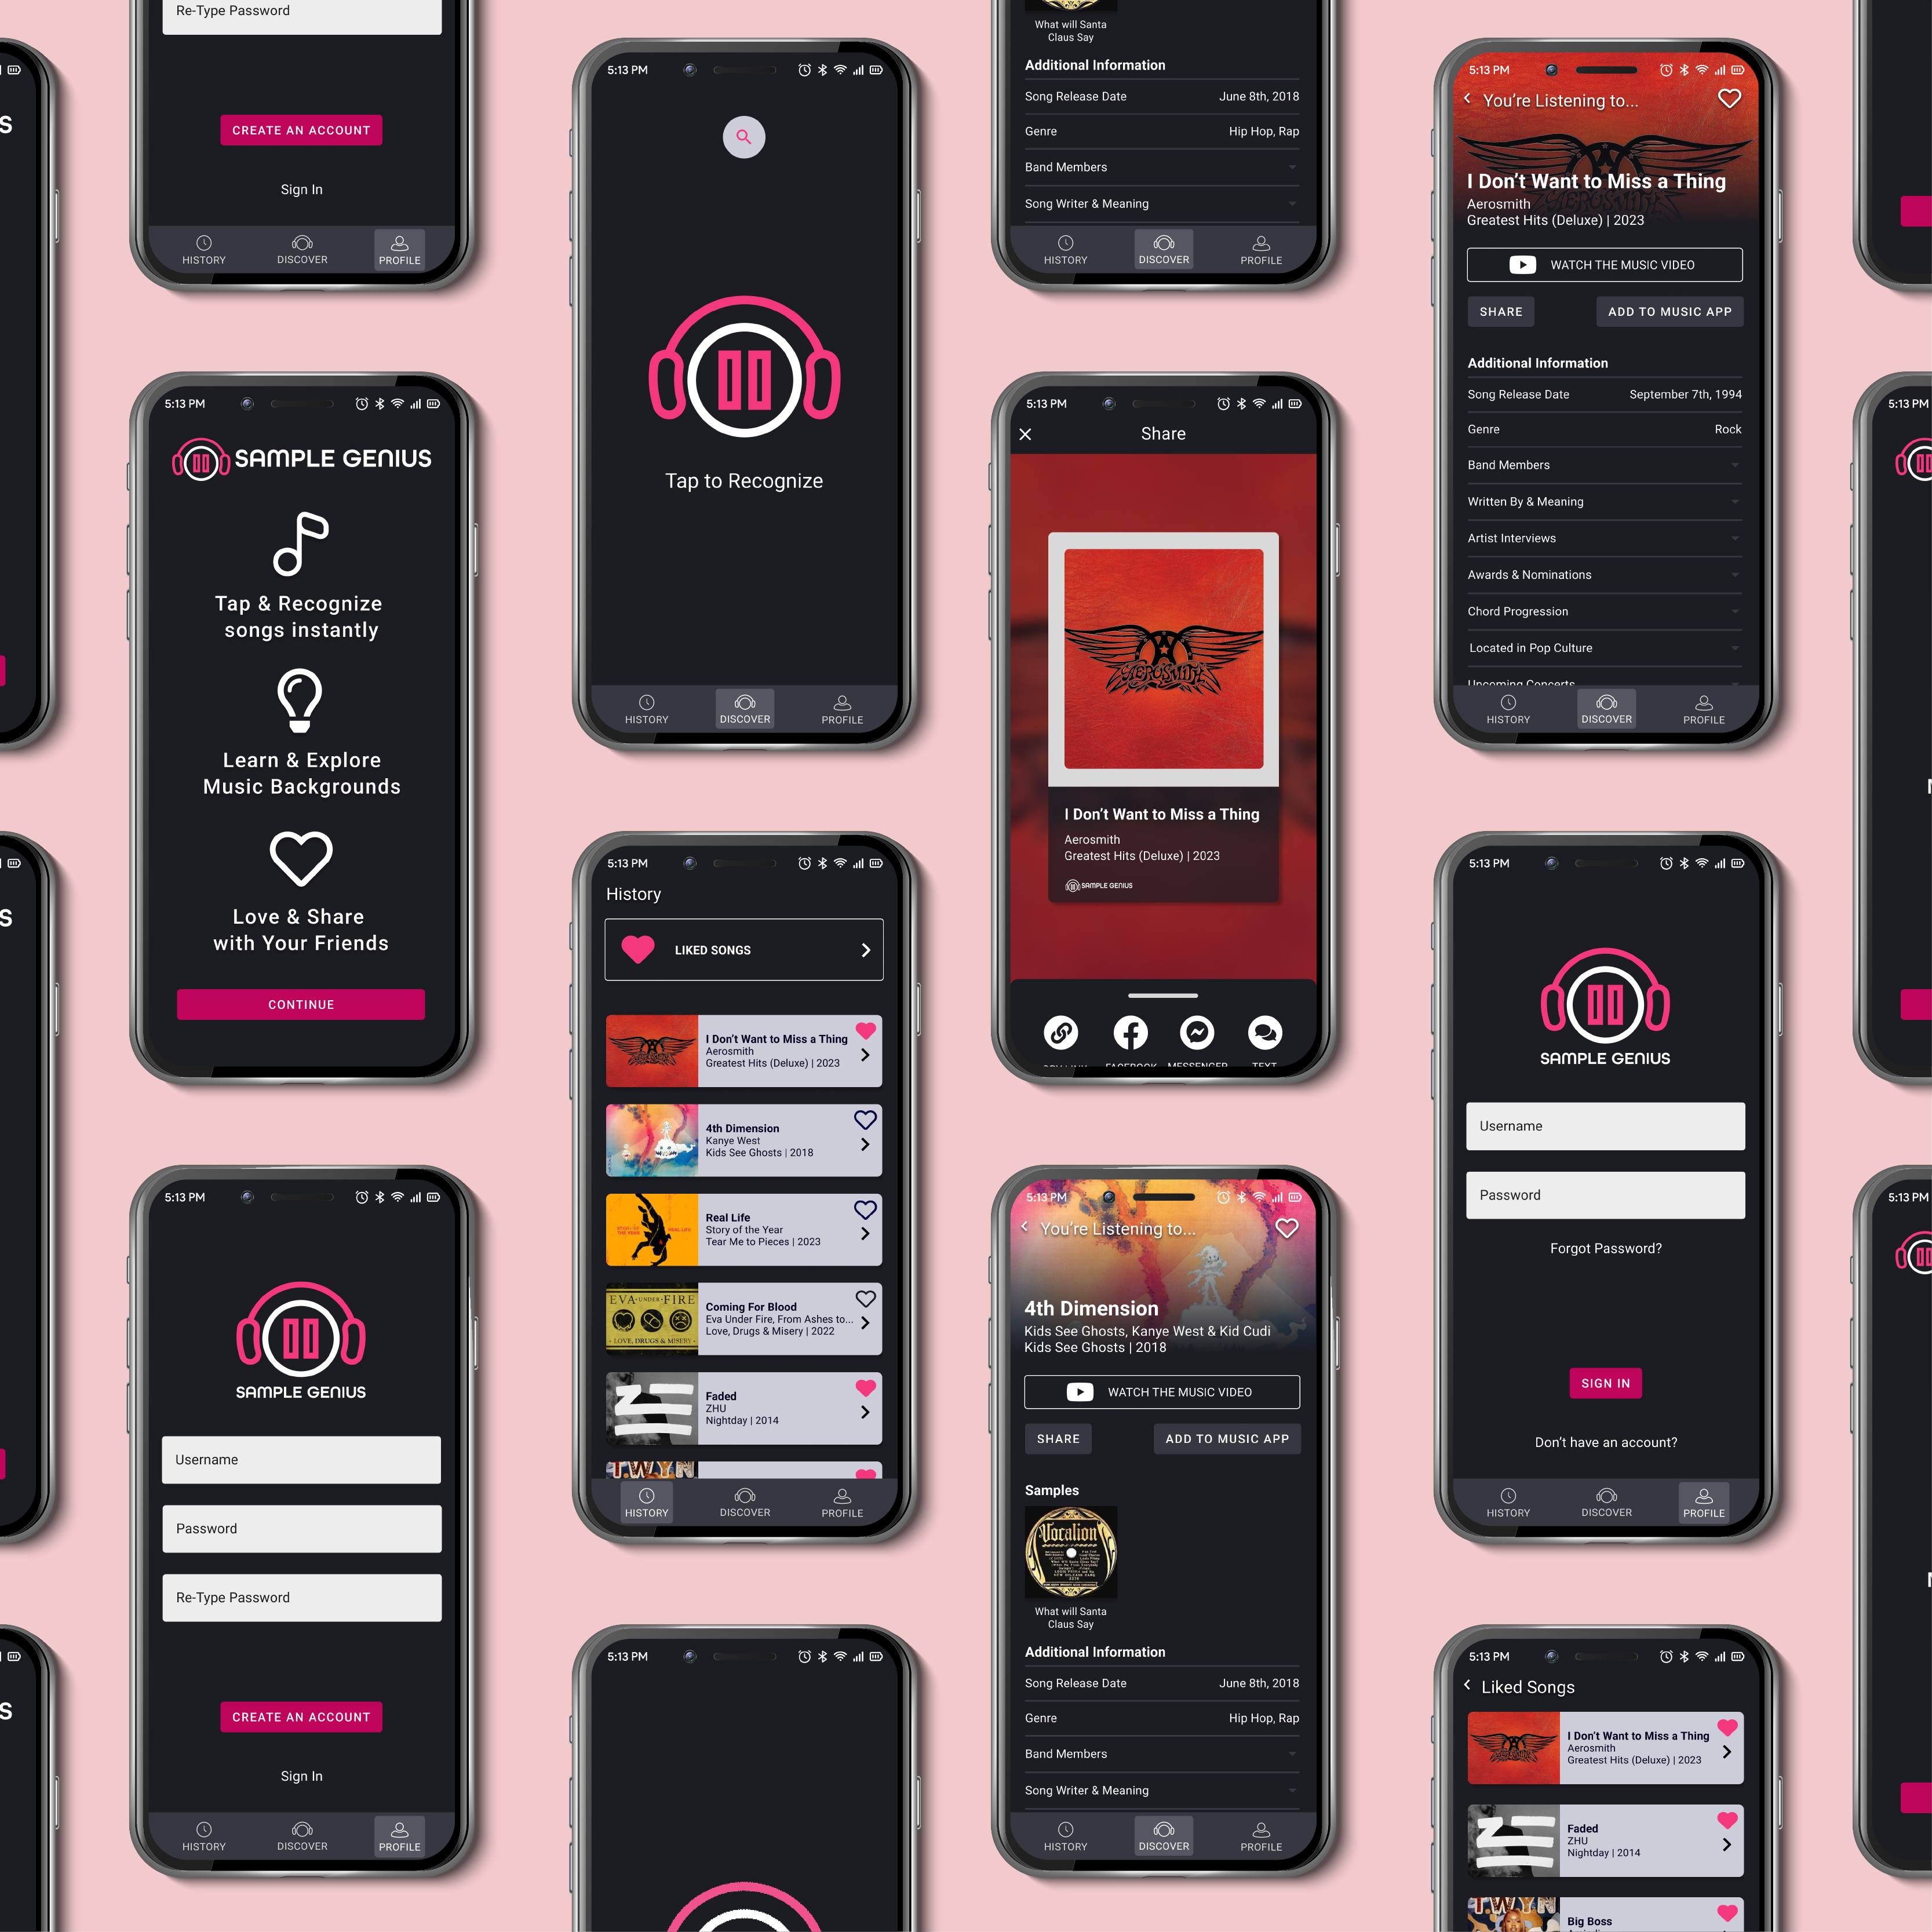 Re-Type Password
CREATE AN ACCOUNT
Sign In
HISTORY
DISCOVER
PROFILE
5:13 PM
SAMPLE GENIUS
Tap & Recognize
songs instantly
Learn & Explore
Music Backgrounds
Love & Share
with Your Friends
CONTINUE
5:13 PM
SAMPLE GENIUS
Username
Password
Re-Type Password
CREATE AN ACCOUNT
Sign In
HISTORY
DISCOVER
PROFILE
5:13 PM
Tap to Recognize
HISTORY
DISCOVER
PROFILE
5:13 PM
History
LIKED SONGS
I Don't Want to Miss a Thing
Aerosmith
Greatest Hits (Deluxe) | 2023
4th Dimension
Kanye West
Kids See Ghosts | 2018
REAL LIFE
Real Life
Story of the Year
Tear Me to Pieces | 2023
EVA UNDER FIRE
LOVE, DRUGS & MISERY
Coming For Blood
Eva Under Fire, From Ashes to...
Love, Drugs & Misery | 2022
Faded
ZHU
Nightday | 2014
HISTORY
DISCOVER
PROFILE
5:13 PM
What will Santa
Claus Say
Additional Information
Song Release Date
June 8th, 2018
Genre
Hip Hop, Rap
Band Members
Song Writer & Meaning
HISTORY
DISCOVER
PROFILE
5:13 PM
Share
AEROSMITH
I Don't Want to Miss a Thing
Aerosmith
Greatest Hits (Deluxe) | 2023
SAMPLE GENIUS
FACEBOOK
MESSENGER
TEXT
5:13 PM
You're Listening to...
4th Dimension
Kids See Ghosts, Kanye West & Kid Cudi
Kids See Ghosts | 2018
WATCH THE MUSIC VIDEO
SHARE
ADD TO MUSIC APP
Samples
Vocalion
What will Santa
Claus Say
Additional Information
Song Release Date
June 8th, 2018
Genre
Hip Hop, Rap
Band Members
Song Writer & Meaning
HISTORY
DISCOVER
PROFILE
5:13 PM
You're Listening to...
I Don't Want to Miss a Thing
Aerosmith
Greatest Hits (Deluxe) | 2023
WATCH THE MUSIC VIDEO
SHARE
ADD TO MUSIC APP
Additional Information
Song Release Date
September 7th, 1994
Genre
Rock
Band Members
Written By & Meaning
Artist Interviews
Awards & Nominations
Chord Progression
Located in Pop Culture
Upcoming Concerts
HISTORY
DISCOVER
PROFILE
5:13 PM
SAMPLE GENIUS
Username
Password
Forgot Password?
SIGN IN
Don't have an account?
HISTORY
DISCOVER
PROFILE
5:13 PM
Liked Songs
I Don't Want to Miss a Thing
Aerosmith
Greatest Hits (Deluxe) | 2023
Faded
ZHU
Nightday | 2014
Big Boss
5:13 PM
5:13 PM